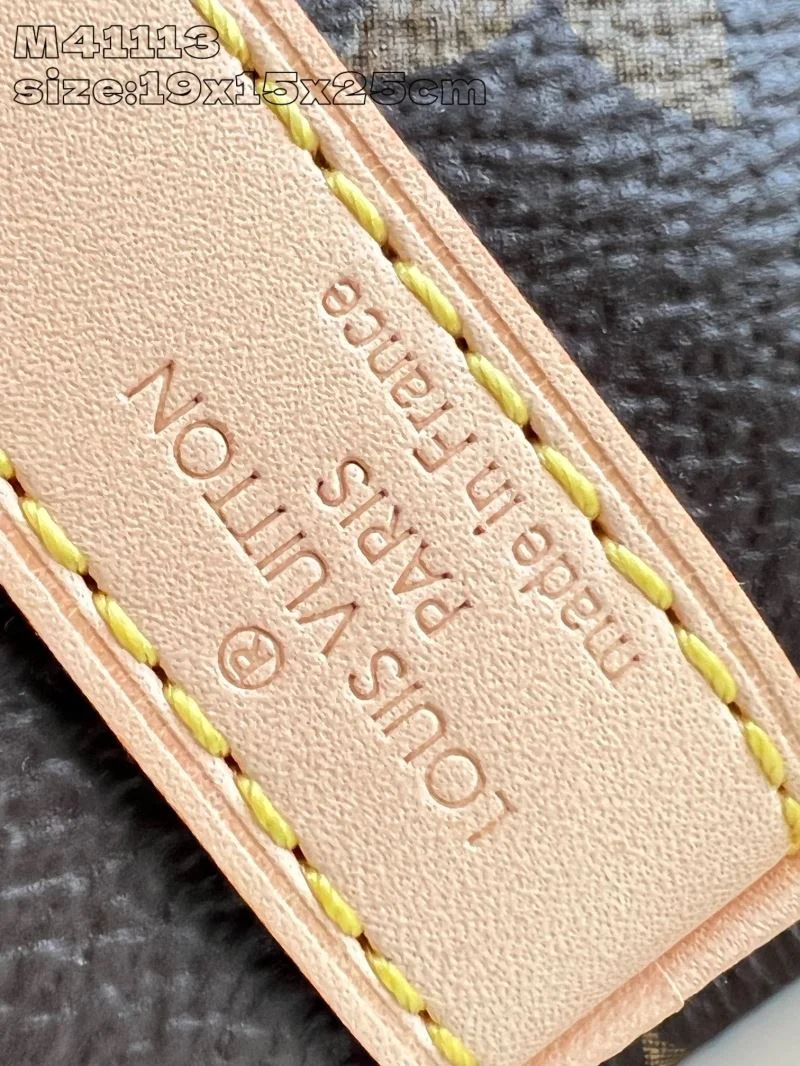 M41113
size:19x15x25cm
®
LOUIS VUITTON
PARIS
made in France